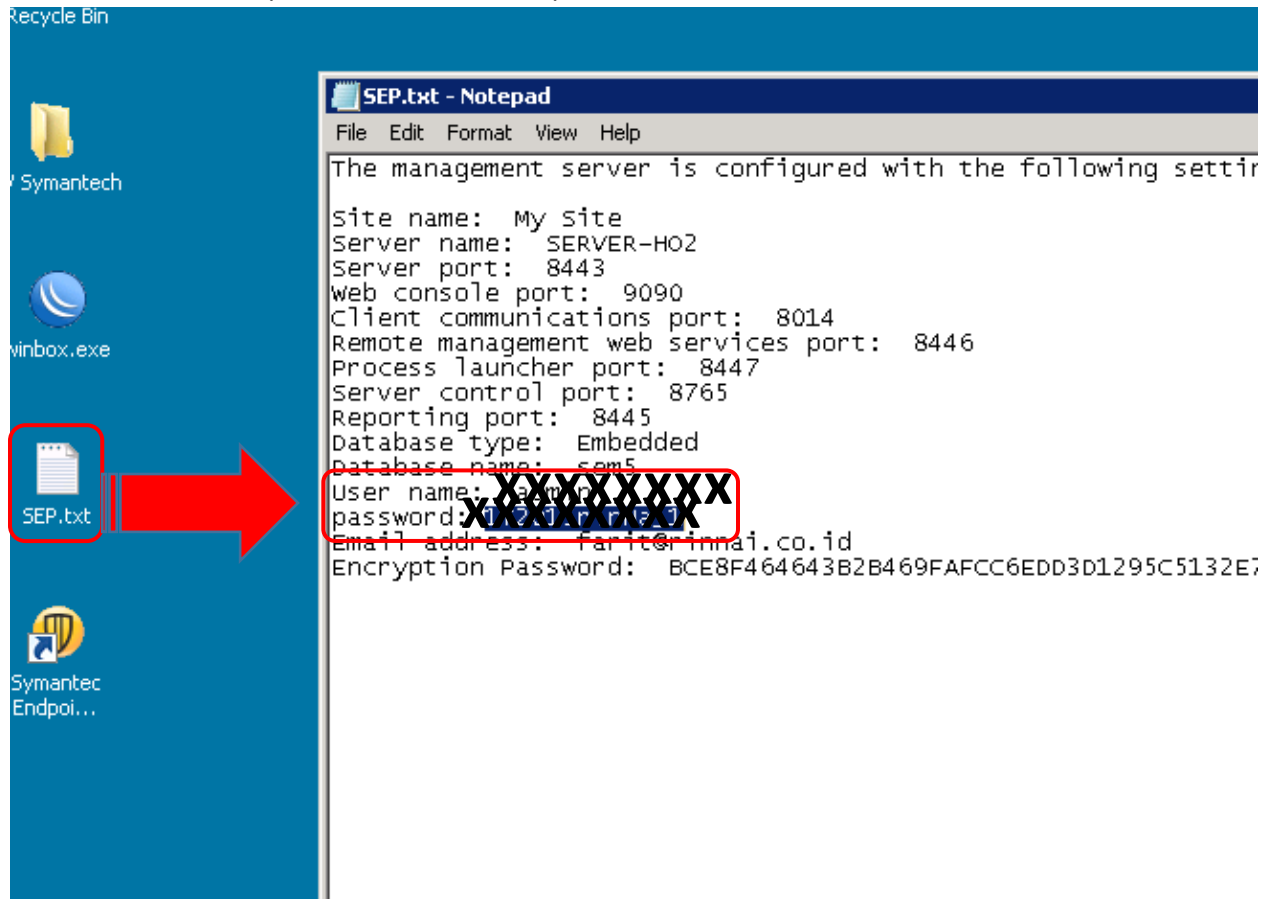 Recycle Bin
SEP.txt - Notepad
File Edit Format View Help
Symantech
The management server is configured with the following
Site name: My Site
Server name: SERVER-HO2
Server port: 8443
Web console port: 9090
Client communications port: 8014
Remote management web services port: 8446
winbox.exe
Process launcher port: 8447
Server control port: 8765
Reporting port: 8445
Database type: Embedded
Database name: sem5
User name: XXXXXXXX
password: XXXXXXXX
SEP.txt
Email address: farit@rinnai.co.id
Encryption Password: BCE8F464643B2B469FAFCC6EDD3D1295C5132E7
Symantec
Endpoi...